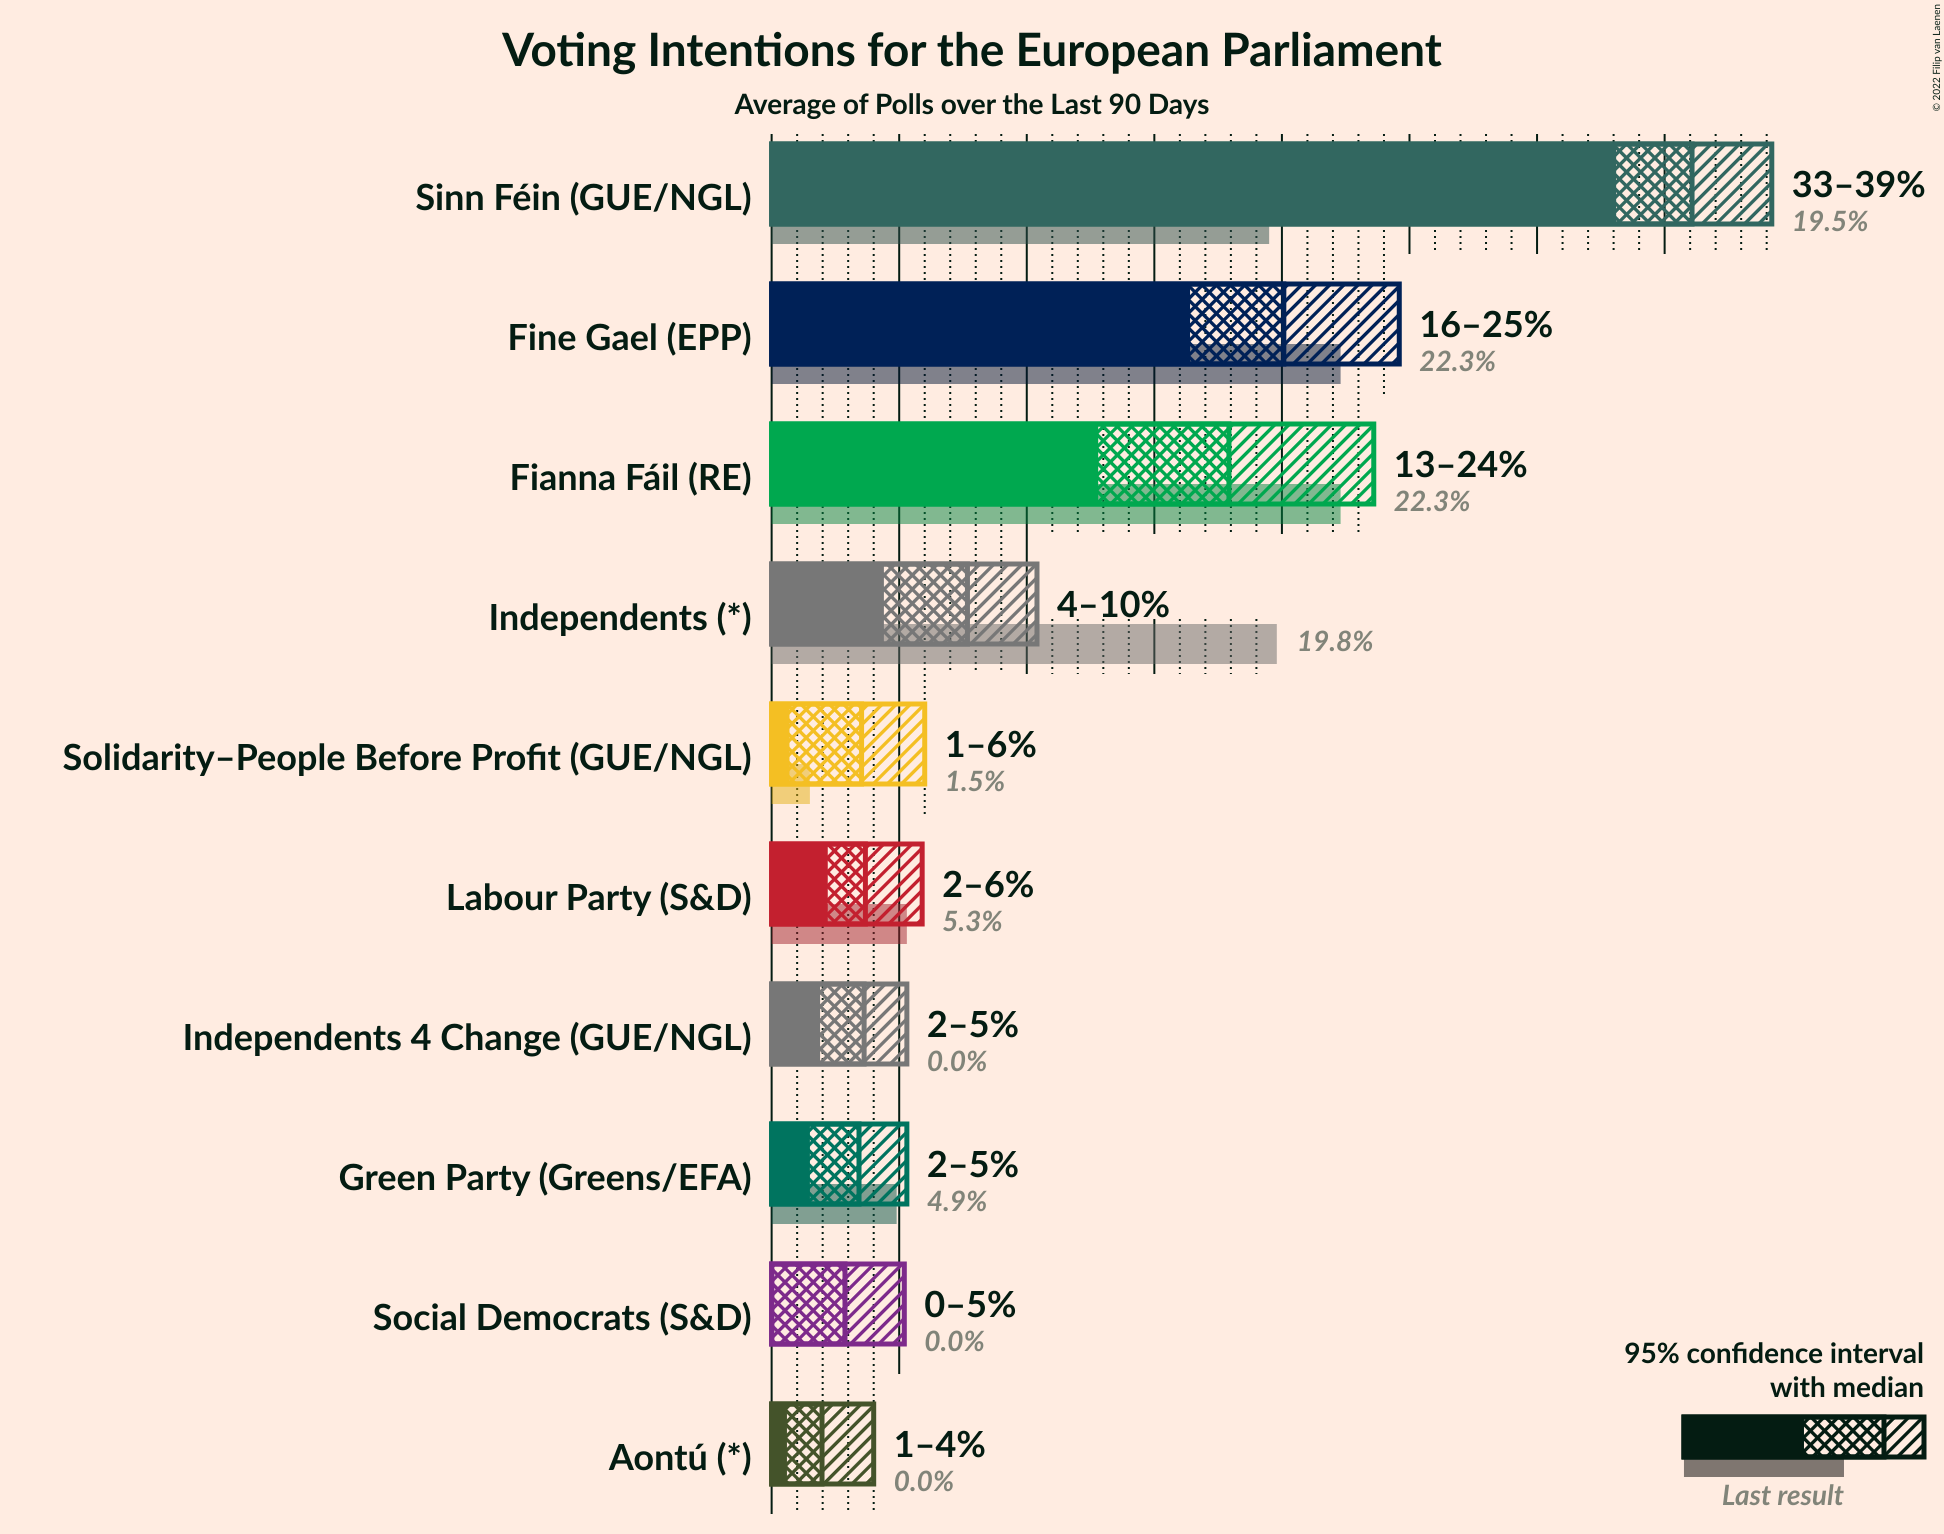 Voting Intentions for the European Parliament
Average of Polls over the Last 90 Days
© 2022 Filip van Laenen
Sinn Féin (GUE/NGL)
33–39%
19.5%
Fine Gael (EPP)
16–25%
22.3%
Fianna Fáil (RE)
13–24%
22.3%
Independents (*)
4–10%
19.8%
Solidarity–People Before Profit (GUE/NGL)
1–6%
1.5%
Labour Party (S&D)
2–6%
5.3%
Independents 4 Change (GUE/NGL)
2–5%
0.0%
Green Party (Greens/EFA)
2–5%
4.9%
Social Democrats (S&D)
0–5%
0.0%
Aontú (*)
1–4%
0.0%
95% confidence interval
with median
Last result